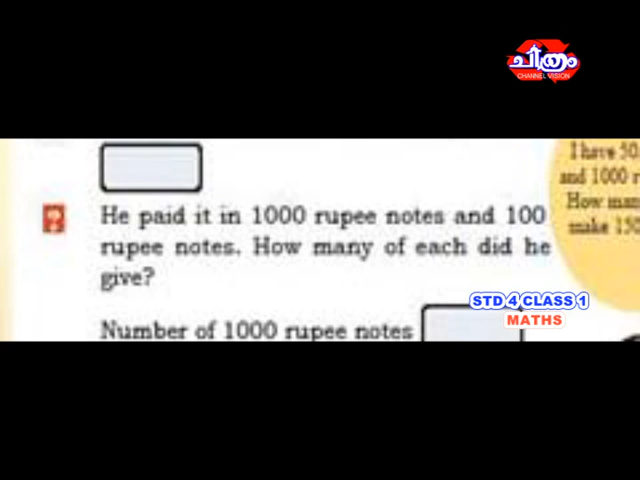 ചിത്രം
CHANNEL VISION
I have 50
and 1000 r
How man
make 150
He paid it in 1000 rupee notes and 100
rupee notes. How many of each did he
give?
STD 4 CLASS 1
MATHS
Number of 1000 rupee notes